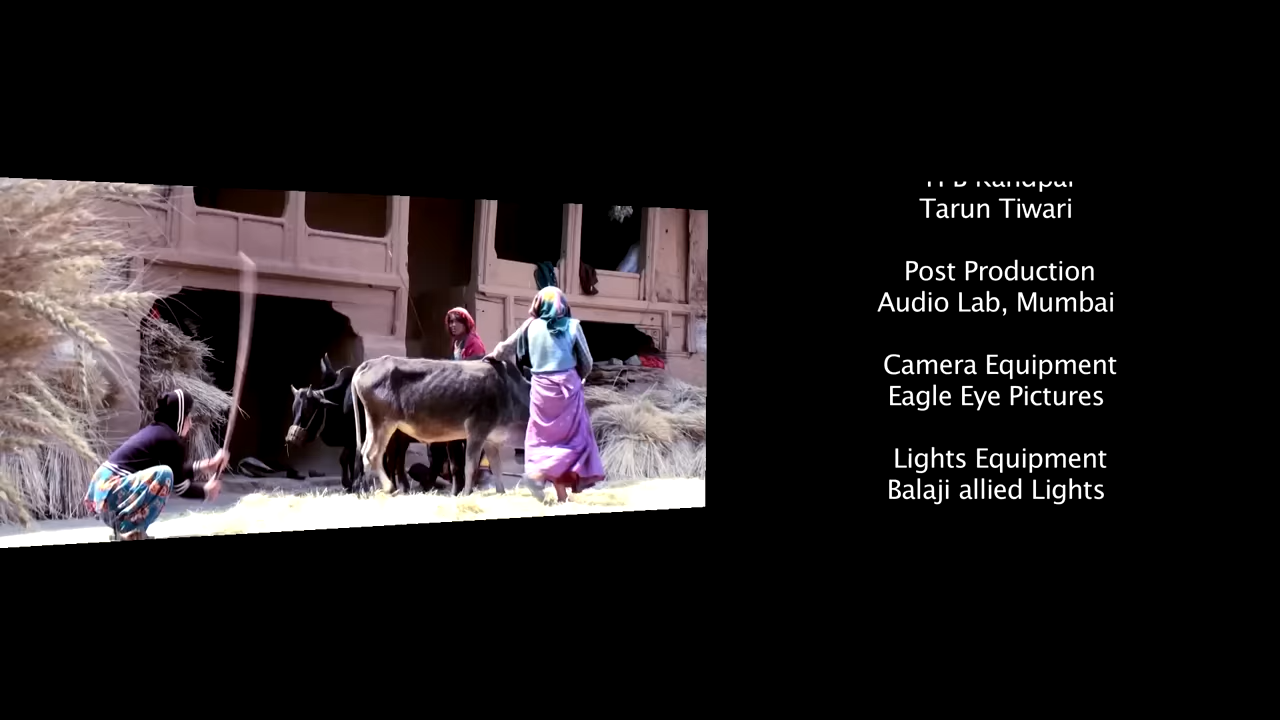 Tarun Tiwari
Post Production
Audio Lab, Mumbai
Camera Equipment
Eagle Eye Pictures
Lights Equipment
Balaji allied Lights